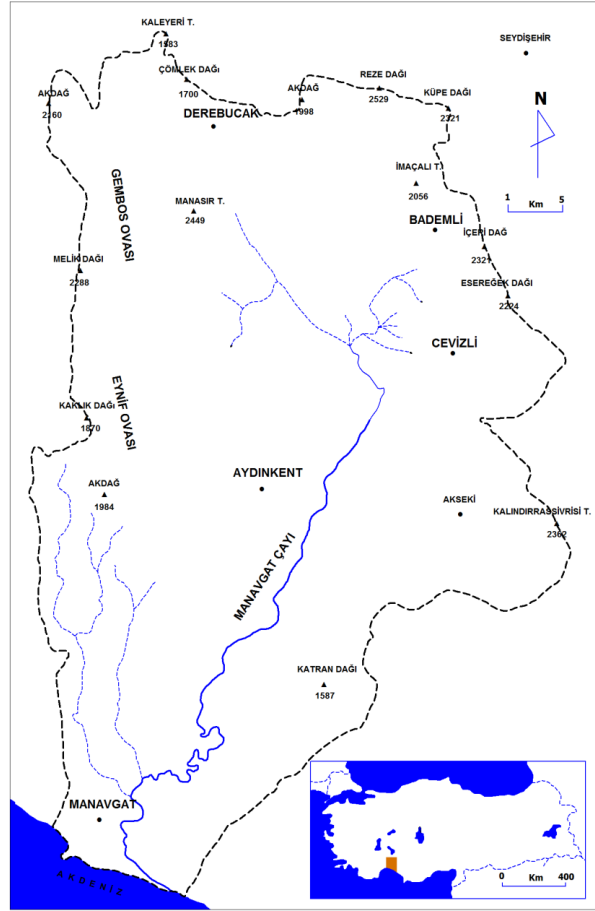 KALEYERİ T.
1983
SEYDİŞEHİR
ÇÖMLEK DAĞI
1700
REZE DAĞI
2529
AKDAĞ
2160
AKDAĞ
1998
KÜPE DAĞI
2321
DEREBUCAK
N
İMAÇALI T.
2056
GEMBOS OVASI
MANASIR T.
2449
1 5
Km
BADEMLİ
İÇERİ DAĞ
2321
MELİK DAĞI
2288
ESEREĞEK DAĞI
2224
CEVİZLİ
EYNİF OVASI
KAKLIK DAĞI
1870
AYDINKENT
AKDAĞ
1984
AKSEKİ
KALINDIRRASSİVRİSİ T.
2362
MANAVGAT ÇAYI
KATRAN DAĞI
1587
MANAVGAT
AKDENİZ
0 Km 400